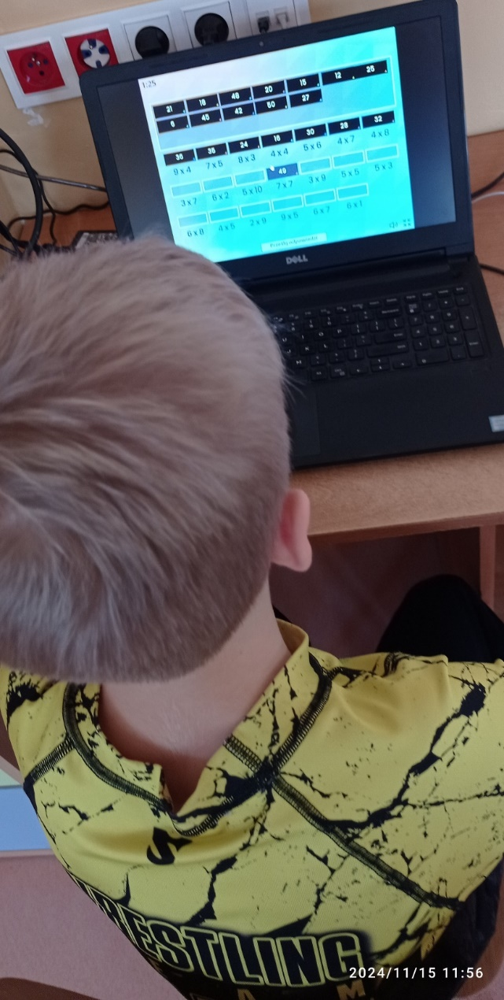 1:25
21 18 48 20 15 12 25
6 45 42 50 27
36 35 24 16 30 28 32
9 x 4 7 x 5 8 x 3 4 x 4 5 x 6 4 x 7 4 x 8
49
3 x 7 6 x 2 5 x 10 7 x 7 3 x 9 5 x 5 5 x 3
6 x 8 4 x 5 2 x 9 9 x 5 6 x 7 6 x 1
Prześlij odpowiedzi
DELL
WRESTLING
2024/11/15 11:56